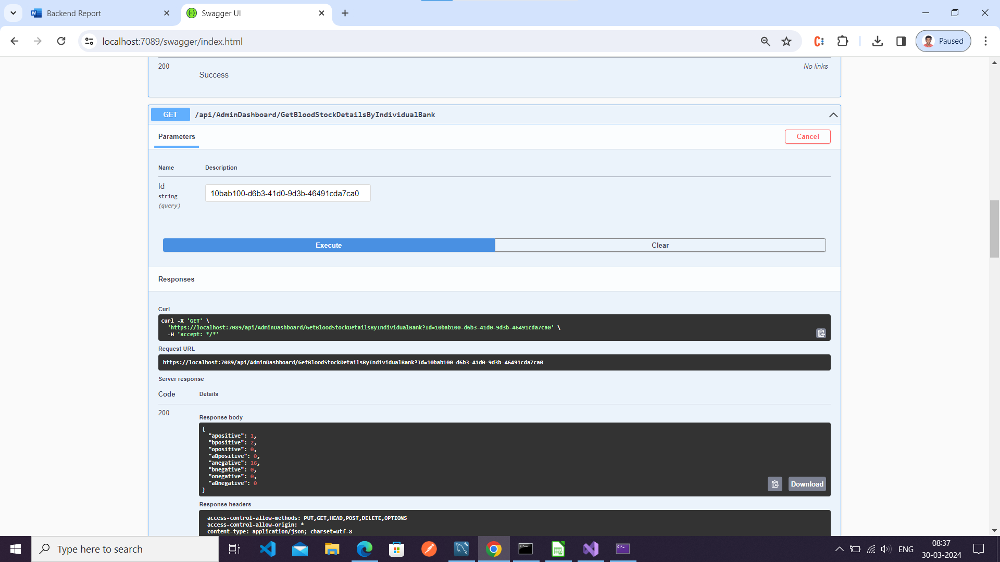 Backend Report
Swagger UI
localhost:7089/swagger/index.html
Paused
200
No links
Success
GET
/api/AdminDashboard/GetBloodStockDetailsByIndividualBank
Parameters
Cancel
Name
Description
Id
string
(query)
10bab100-d6b3-41d0-9d3b-46491cda7ca0
Execute
Clear
Responses
Curl
curl -X 'GET' \
'https://localhost:7089/api/AdminDashboard/GetBloodStockDetailsByIndividualBank?Id=10bab100-d6b3-41d0-9d3b-46491cda7ca0' \
-H 'accept: */*'
Request URL
https://localhost:7089/api/AdminDashboard/GetBloodStockDetailsByIndividualBank?Id=10bab100-d6b3-41d0-9d3b-46491cda7ca0
Server response
Code
Details
200
Response body
{
"apositive": 1,
"bpositive": 2,
"opositive": 0,
"aBpositive": 0,
"anegative": 16,
"bnegative": 0,
"onegative": 0,
"aBnegative": 0
}
Download
Response headers
access-control-allow-methods: PUT,GET,HEAD,POST,DELETE,OPTIONS
access-control-allow-origin: *
content-type: application/json; charset=utf-8
Type here to search
ENG
08:37
30-03-2024